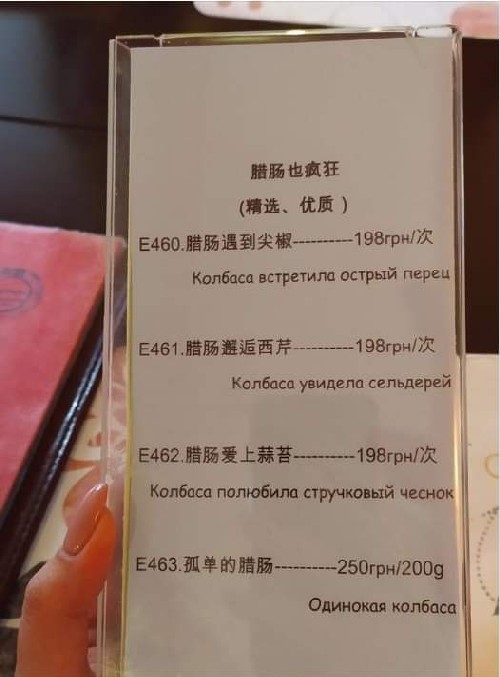 腊肠也疯狂
(精选、优质 )
E460.腊肠遇到尖椒----------198грн/次
Колбаса встретила острый перец
E461.腊肠邂逅西芹----------198грн/次
Колбаса увидела сельдерей
E462.腊肠爱上蒜苔----------198грн/次
Колбаса полюбила стручковый чеснок
E463.孤单的腊肠----------250грн/200g
Одинокая колбаса